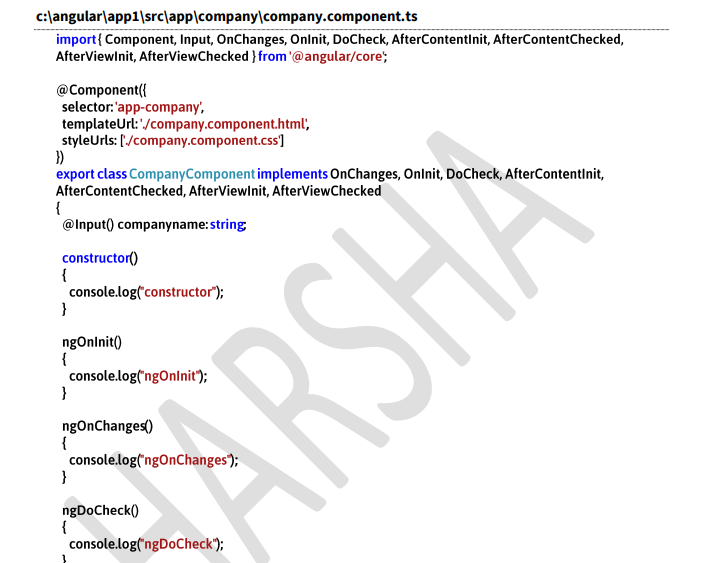 c:\angular\app1\src\app\company\company.component.ts
import { Component, Input, OnChanges, OnInit, DoCheck, AfterContentInit, AfterContentChecked,
AfterViewInit, AfterViewChecked } from '@angular/core';
@Component({
selector: 'app-company',
templateUrl: './company.component.html',
styleUrls: ['./company.component.css']
})
export class CompanyComponent implements OnChanges, OnInit, DoCheck, AfterContentInit,
AfterContentChecked, AfterViewInit, AfterViewChecked
{
@Input() companyname: string;
constructor()
{
console.log("constructor");
}
ngOnInit()
{
console.log("ngOnInit");
}
ngOnChanges()
{
console.log("ngOnChanges");
}
ngDoCheck()
{
console.log("ngDoCheck");
}
HARSHA